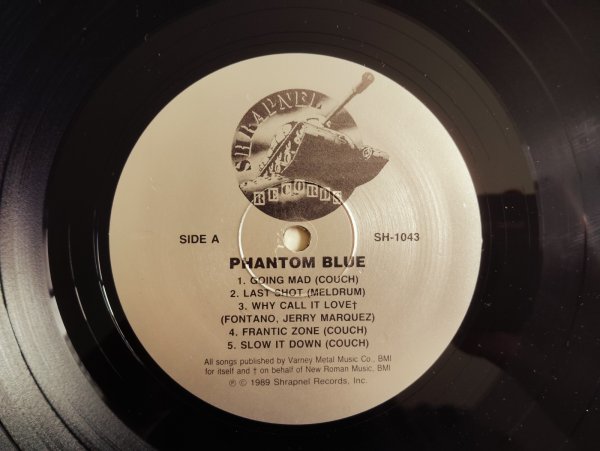 SHRAPNEL
RECORDS
SIDE A
SH-1043
PHANTOM BLUE
1. GOING MAD (COUCH)
2. LAST SHOT (MELDRUM)
3. WHY CALL IT LOVE†
(FONTANO, JERRY MARQUEZ)
4. FRANTIC ZONE (COUCH)
5. SLOW IT DOWN (COUCH)
All songs published by Varney Metal Music Co., BMI
for itself and † on behalf of New Roman Music, BMI
℗ © 1989 Shrapnel Records, Inc.